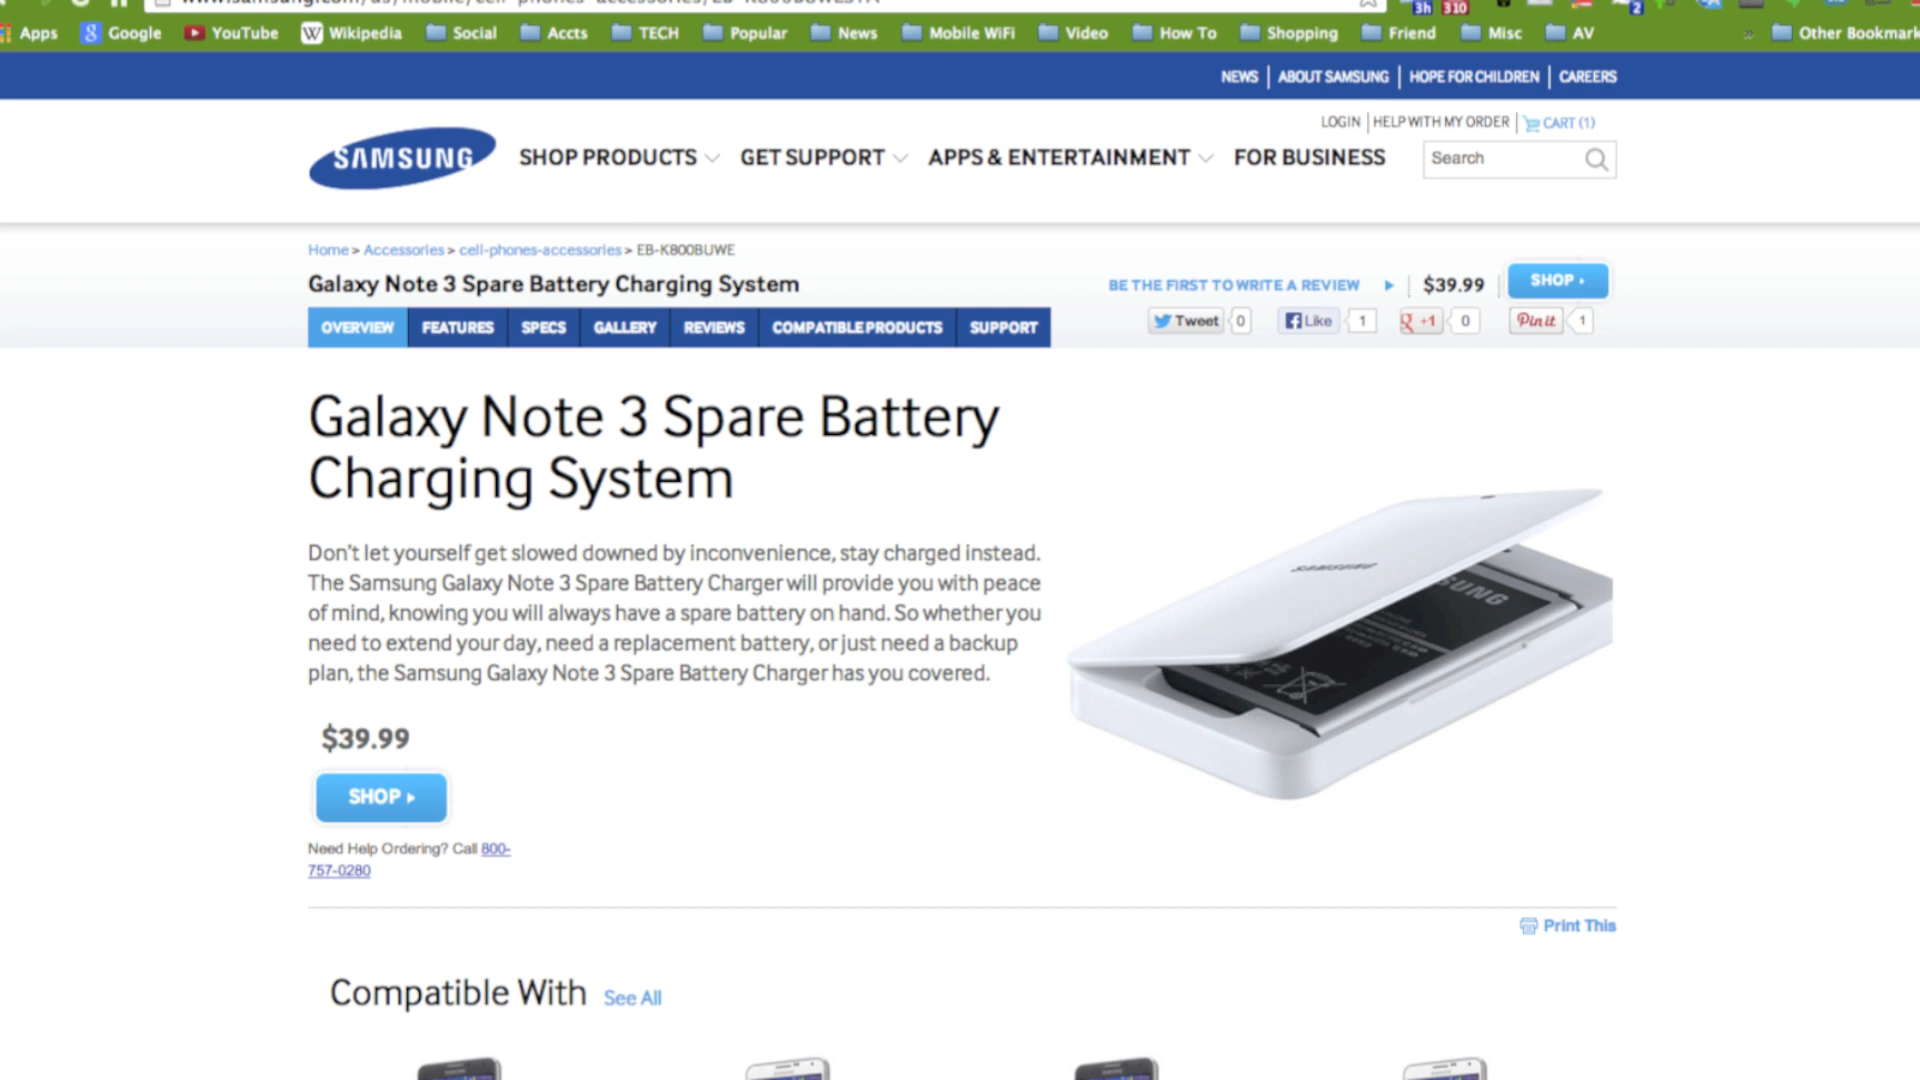 3h 310 2
Apps Google YouTube Wikipedia Social Accts TECH Popular News Mobile WiFi Video How To Shopping Friend Misc AV » Other Bookmark
NEWS | ABOUT SAMSUNG | HOPE FOR CHILDREN | CAREERS
LOGIN | HELP WITH MY ORDER | CART (1)
SAMSUNG SHOP PRODUCTS GET SUPPORT APPS & ENTERTAINMENT FOR BUSINESS Search
Home > Accessories > cell-phones-accessories > EB-K800BUWE
Galaxy Note 3 Spare Battery Charging System BE THE FIRST TO WRITE A REVIEW $39.99 SHOP
OVERVIEW FEATURES SPECS GALLERY REVIEWS COMPATIBLE PRODUCTS SUPPORT Tweet 0 Like 1 +1 0 Pin it 1
Galaxy Note 3 Spare Battery
Charging System
Don't let yourself get slowed downed by inconvenience, stay charged instead.
The Samsung Galaxy Note 3 Spare Battery Charger will provide you with peace
of mind, knowing you will always have a spare battery on hand. So whether you
need to extend your day, need a replacement battery, or just need a backup
plan, the Samsung Galaxy Note 3 Spare Battery Charger has you covered.
SAMSUNG
SUNG
$39.99
SHOP
Need Help Ordering? Call 800-
757-0280
Print This
Compatible With See All